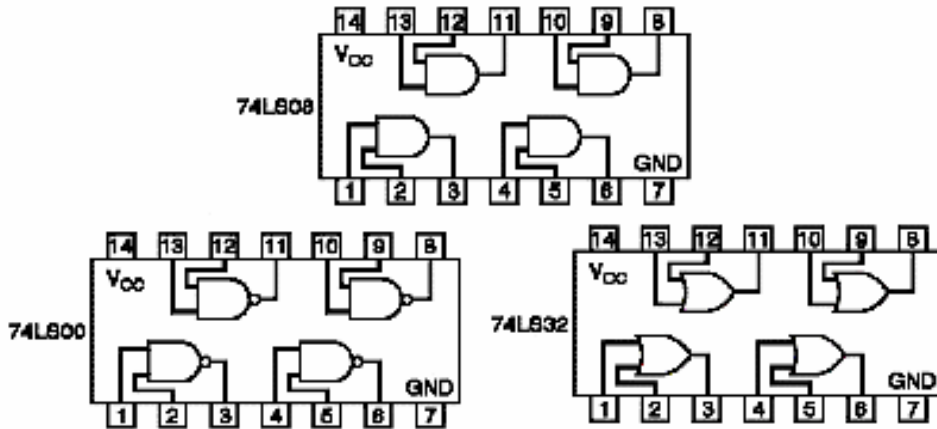 14 13 12 11 10 9 8
VCC
74LS08
GND
1 2 3 4 5 6 7
14 13 12 11 10 9 8
VCC
74LS00
GND
1 2 3 4 5 6 7
14 13 12 11 10 9 8
VCC
74LS32
GND
1 2 3 4 5 6 7